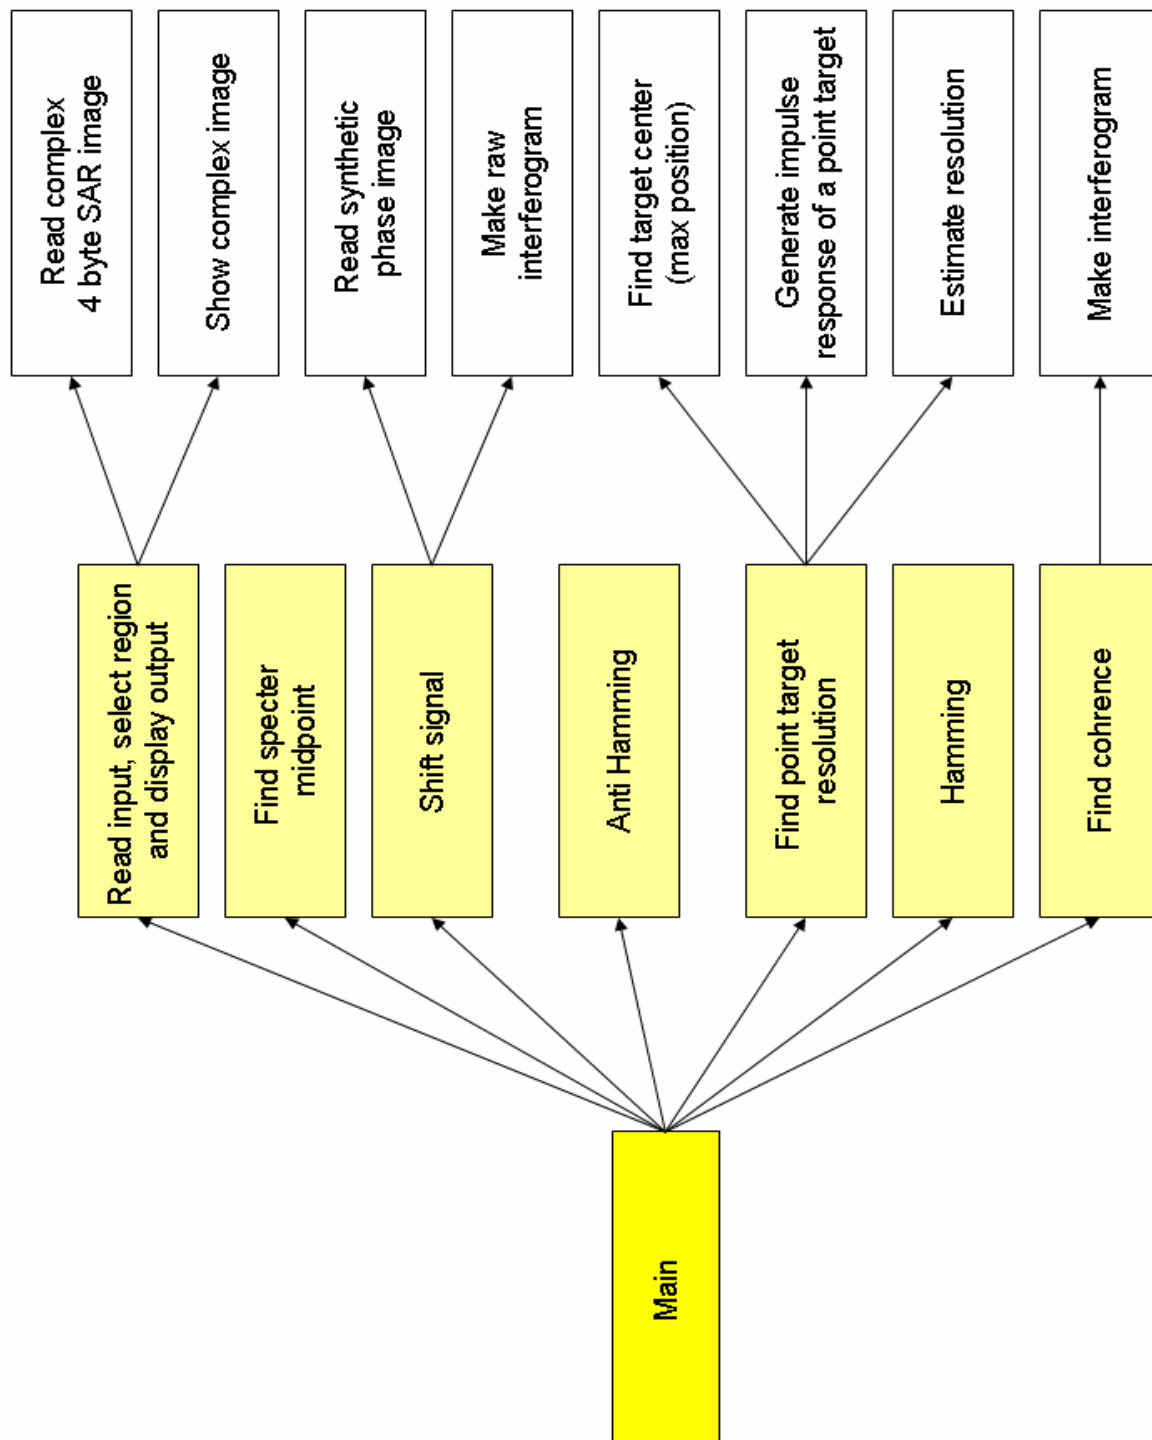 Read complex
4 byte SAR image
Show complex image
Read synthetic
phase image
Make raw
interferogram
Find target center
(max position)
Generate impulse
response of a point target
Estimate resolution
Make interferogram
Read input, select region
and display output
Find specter
midpoint
Shift signal
Anti Hamming
Find point target
resolution
Hamming
Find cohrence
Main